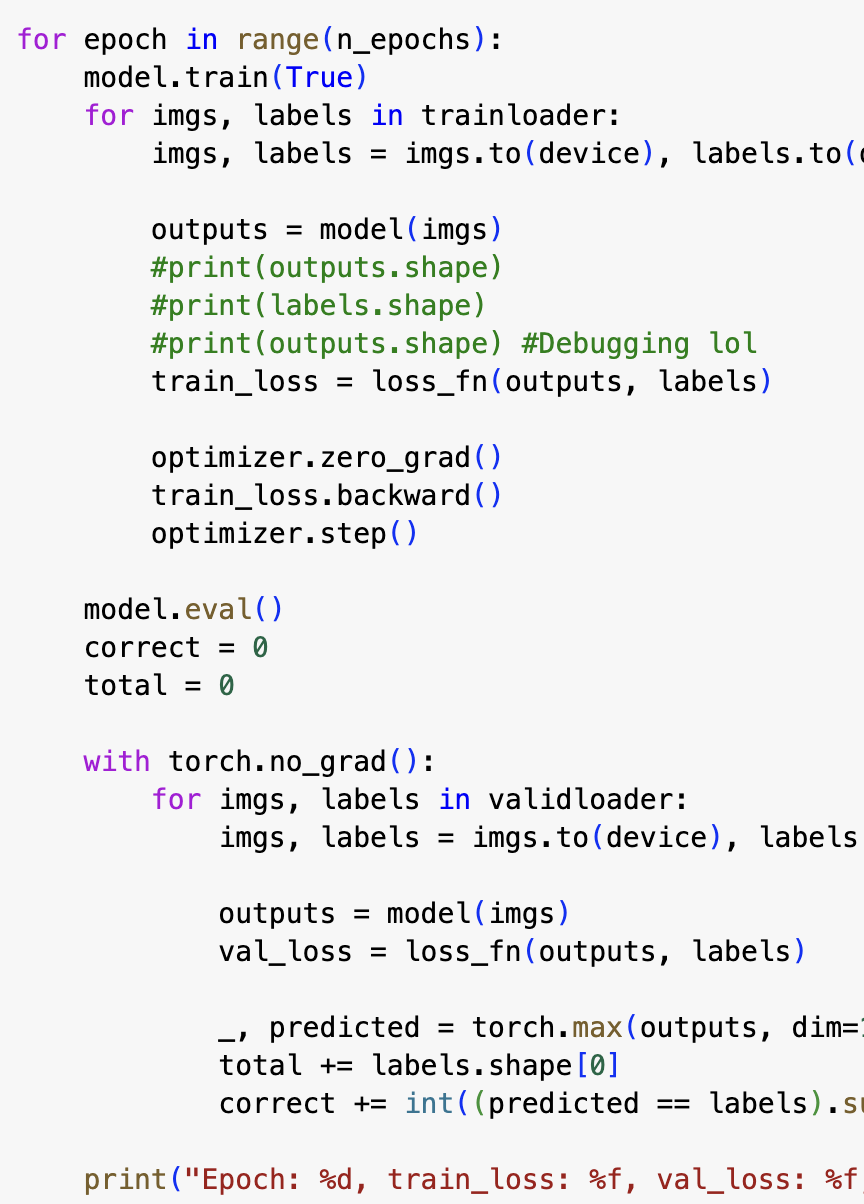 for epoch in range(n_epochs):
    model.train(True)
    for imgs, labels in trainloader:
        imgs, labels = imgs.to(device), labels.to(

        outputs = model(imgs)
        #print(outputs.shape)
        #print(labels.shape)
        #print(outputs.shape) #Debugging lol
        train_loss = loss_fn(outputs, labels)

        optimizer.zero_grad()
        train_loss.backward()
        optimizer.step()

    model.eval()
    correct = 0
    total = 0

    with torch.no_grad():
        for imgs, labels in validloader:
            imgs, labels = imgs.to(device), labels

            outputs = model(imgs)
            val_loss = loss_fn(outputs, labels)

            _, predicted = torch.max(outputs, dim=
            total += labels.shape[0]
            correct += int((predicted == labels).

    print("Epoch: %d, train_loss: %f, val_loss: %f